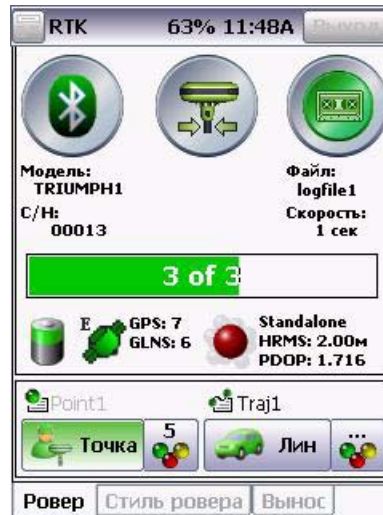 RTK 63% 11:48A Выход
Модель: Файл:
TRIUMPH1 logfile1
С/Н: Скорость:
00013 1 сек
3 of 3
E GPS: 7 Standalone
GLNS: 6 HRMS: 2.00м
PDOP: 1.716
Point1 Traj1
Точка 5 Лин ...
Ровер Стиль ровера Вынос